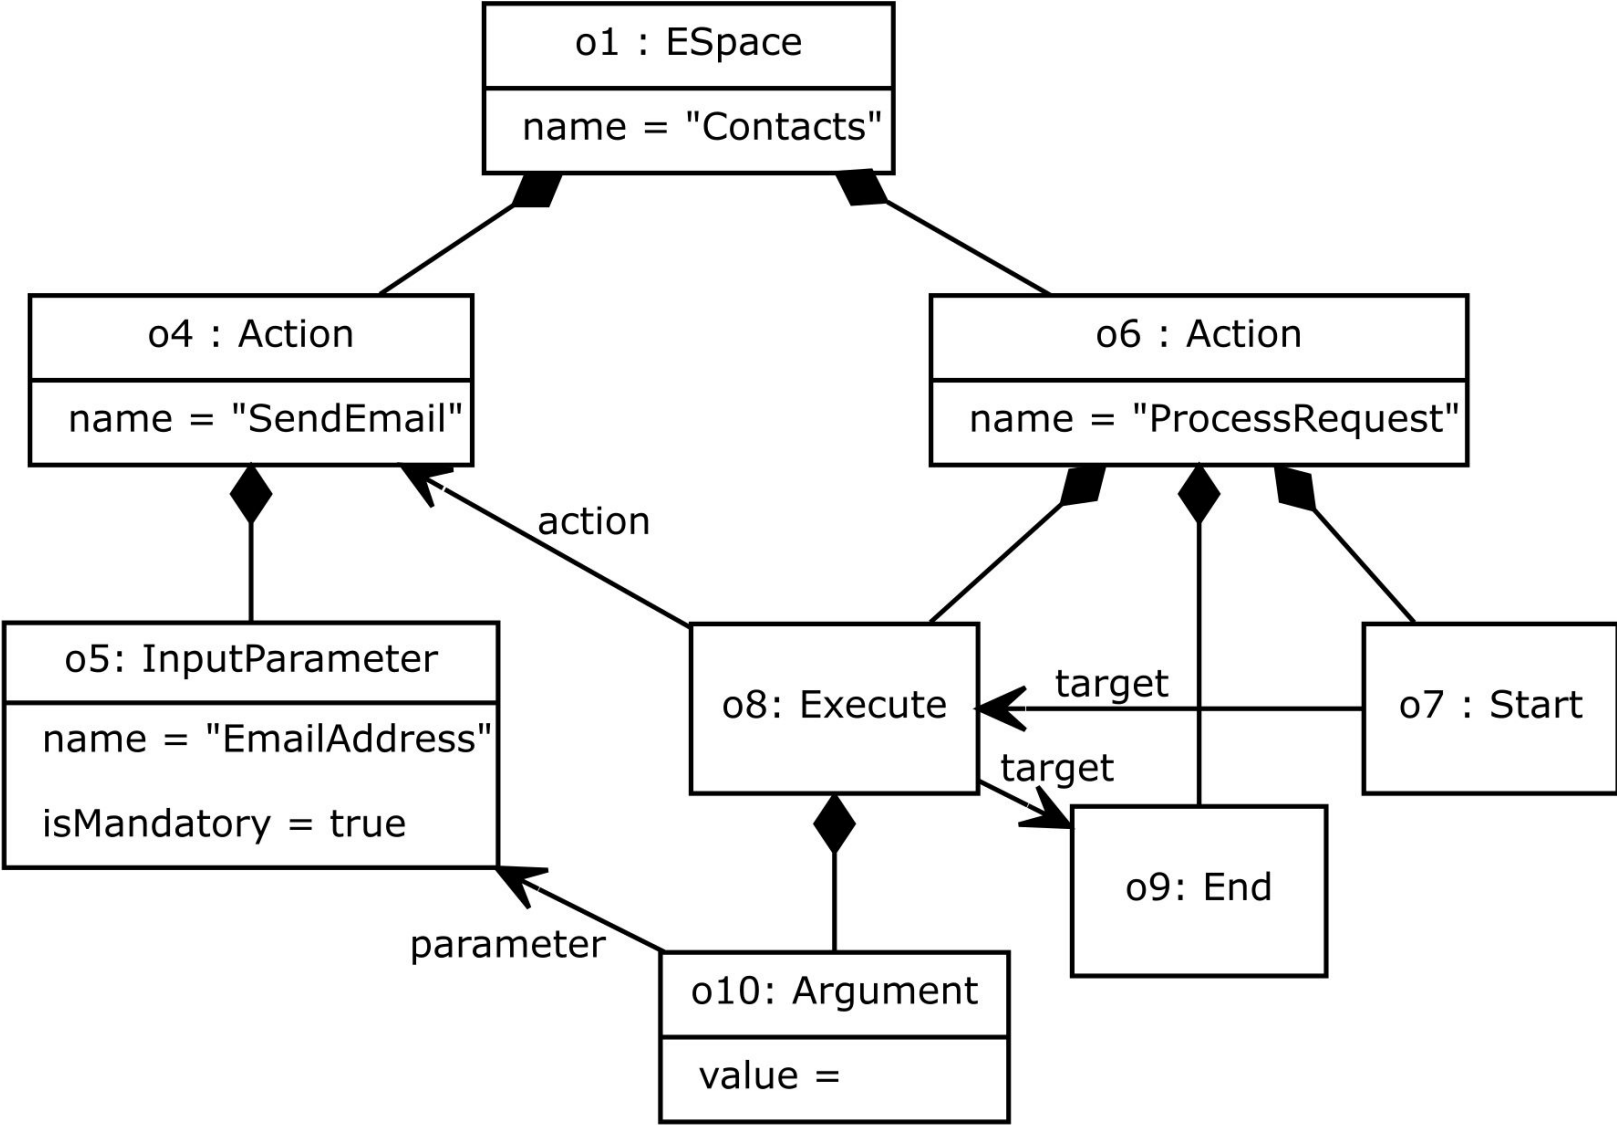 o1 : ESpace
name = "Contacts"
o4 : Action
name = "SendEmail"
o6 : Action
name = "ProcessRequest"
action
o5: InputParameter
name = "EmailAddress"
isMandatory = true
o8: Execute
target
o7 : Start
target
o9: End
parameter
o10: Argument
value =